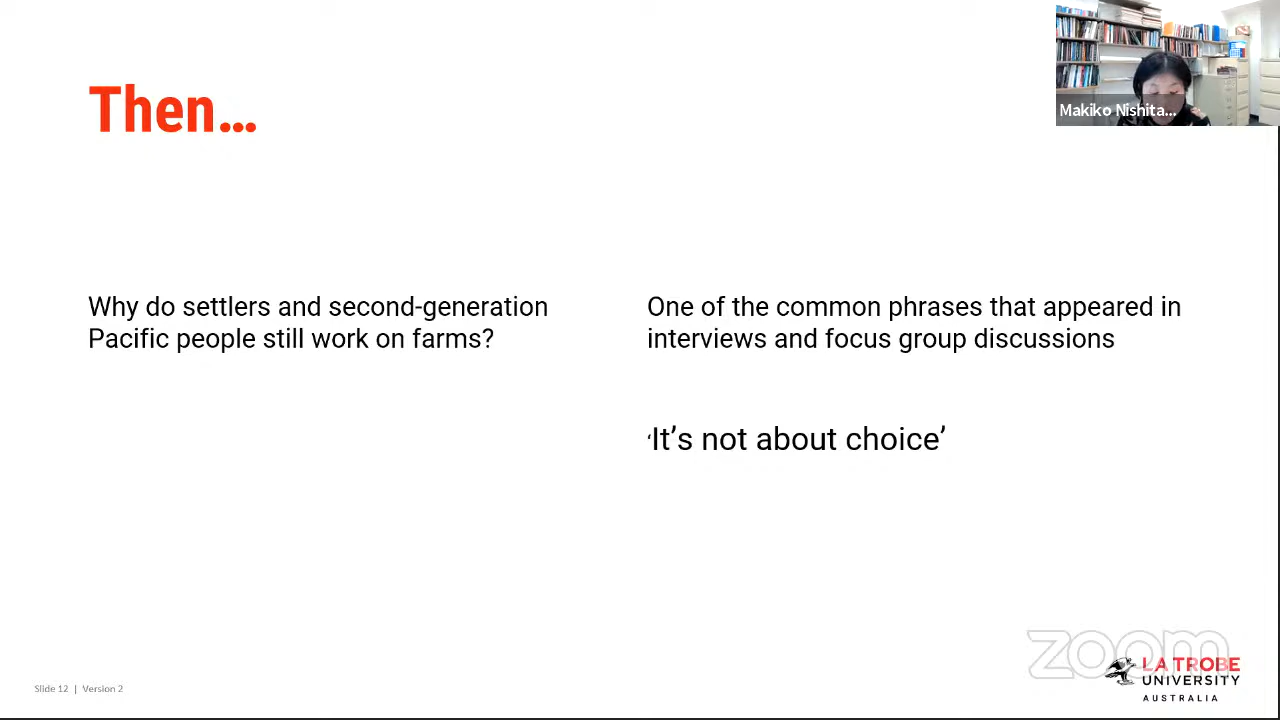 Then...
Makiko Nishita...
Why do settlers and second-generation
Pacific people still work on farms?
One of the common phrases that appeared in
interviews and focus group discussions
‘It’s not about choice’
zoom
LA TROBE
UNIVERSITY
AUSTRALIA
Slide 12 | Version 2